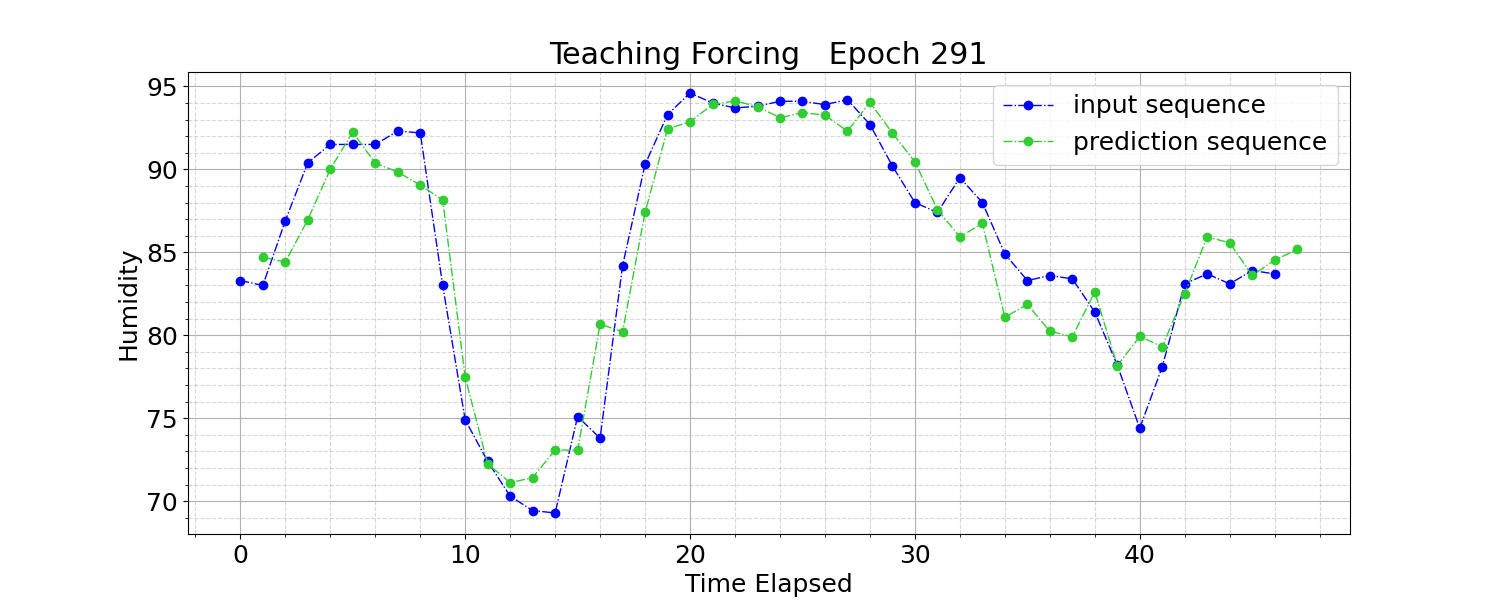 Teaching Forcing   Epoch 291
95
90
85
80
75
70
Humidity
input sequence
prediction sequence
0
10
20
30
40
Time Elapsed